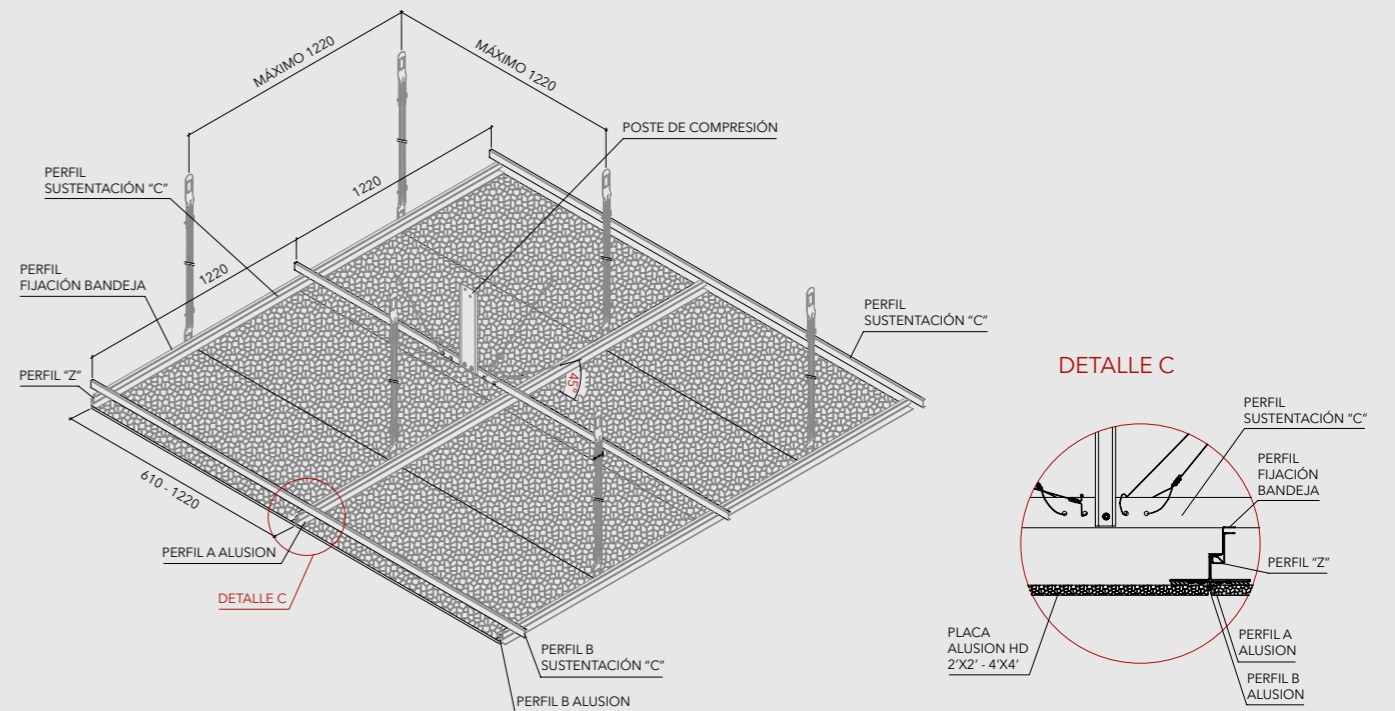 MÁXIMO 1220
MÁXIMO 1220
POSTE DE COMPRESIÓN
PERFIL
SUSTENTACIÓN "C"
1220
PERFIL
FIJACIÓN BANDEJA
1220
PERFIL
SUSTENTACIÓN "C"
PERFIL "Z"
45°
610 - 1220
PERFIL A ALUSION
DETALLE C
PERFIL B
SUSTENTACIÓN "C"
PERFIL B ALUSION
DETALLE C
PERFIL
SUSTENTACIÓN "C"
PERFIL
FIJACIÓN
BANDEJA
PERFIL "Z"
PLACA
ALUSION HD
2'X2' - 4'X4'
PERFIL A
ALUSION
PERFIL B
ALUSION